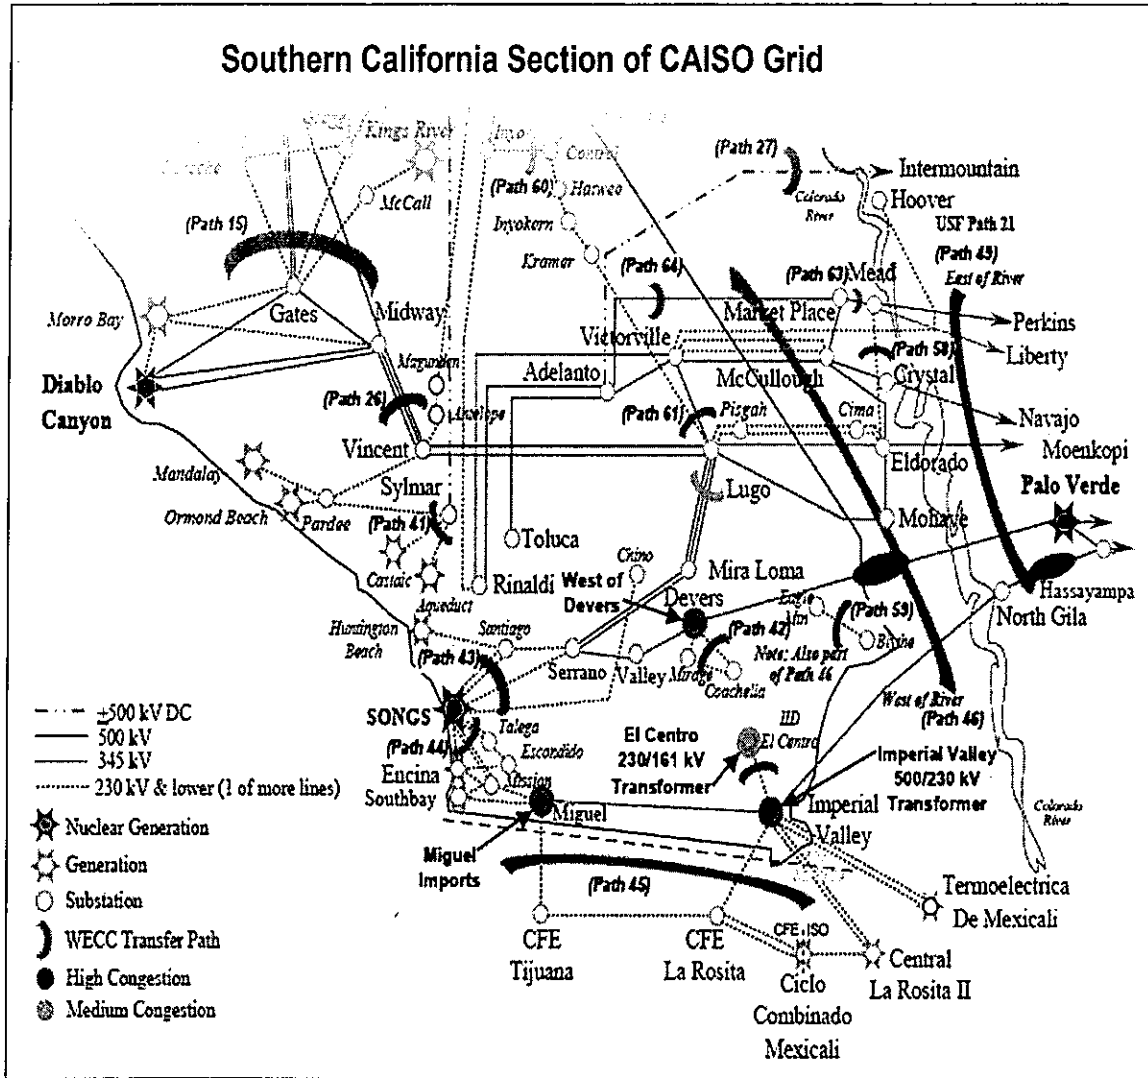 Southern California Section of CAISO Grid
Kings River
Inyo
Control
(Path 27)
Intermountain
(Path 60)
Haiwee
Colorado
River
Hoover
McCall
Inyokern
USF Path 21
(Path 15)
Kramer
(Path 64)
(Path 63)
Mead
(Path 49)
East of River
Gates
Midway
Market Place
Morro Bay
Victorville
Perkins
Magunden
(Path 58)
Liberty
Adelanto
McCullough
Crystal
Diablo
Canyon
(Path 26)
Antelope
(Path 61)
Pisgah
Cima
Navajo
Vincent
Eldorado
Moenkopi
Mandalay
Sylmar
Lugo
Palo Verde
Ormond Beach
Pardee
(Path 41)
Mohave
Toluca
Chino
Castaic
Rinaldi
West of
Devers
Mira Loma
Devers
Hassayampa
Aqueduct
Eagle
Mtn
(Path 59)
North Gila
Huntington
Beach
Santiago
(Path 42)
Blythe
(Path 43)
Serrano
Valley
Mirage
Coachella
Note: Also part
of Path 46
SONGS
Talega
West of River
(Path 46)
(Path 44)
Escondido
El Centro
230/161 kV
Transformer
IID
El Centro
Imperial Valley
500/230 kV
Transformer
Encina
Mission
Southbay
Miguel
Imperial
Valley
Colorado
River
Miguel
Imports
(Path 45)
Termoelectrica
De Mexicali
CFE
Tijuana
CFE
La Rosita
CFE-ISO
Ciclo
Combinado
Mexicali
Central
La Rosita II
±500 kV DC
500 kV
345 kV
230 kV & lower (1 of more lines)
Nuclear Generation
Generation
Substation
WECC Transfer Path
High Congestion
Medium Congestion